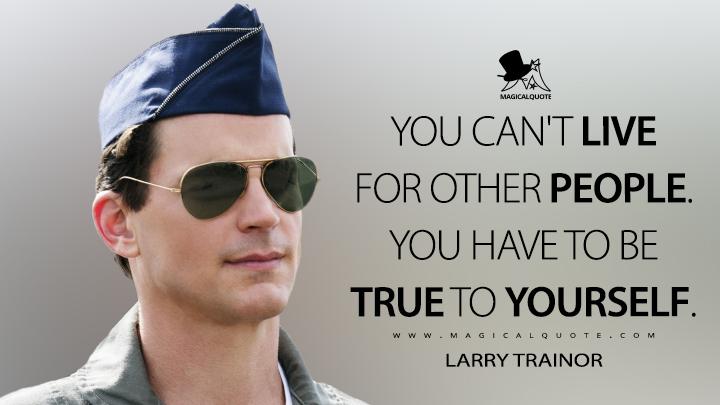 MAGICALQUOTE
YOU CAN'T LIVE
FOR OTHER PEOPLE.
YOU HAVE TO BE
TRUE TO YOURSELF.
WWW.MAGICALQUOTE.COM
LARRY TRAINOR